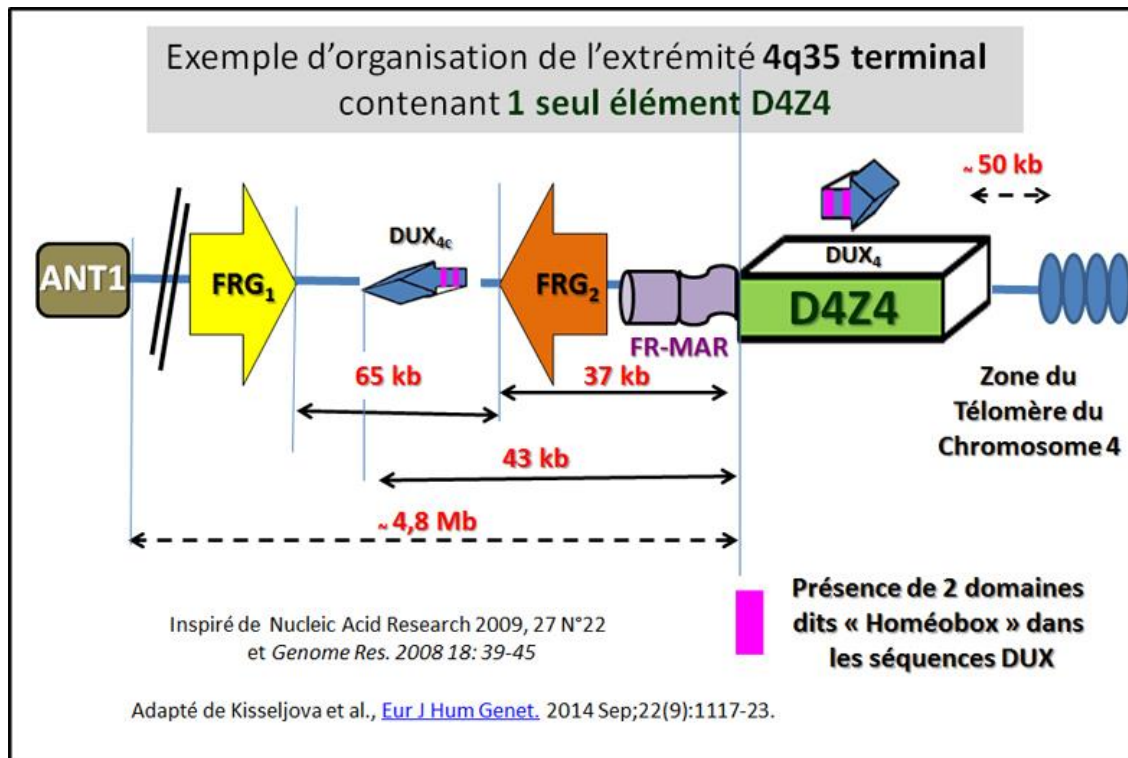 Exemple d'organisation de l'extrémité 4q35 terminal
contenant 1 seul élément D4Z4
~ 50 kb
DUX4c
DUX4
ANT1
FRG1
FRG2
D4Z4
FR-MAR
65 kb
37 kb
Zone du
Télomère du
Chromosome 4
43 kb
~ 4,8 Mb
Présence de 2 domaines
dits « Homéobox » dans
les séquences DUX
Inspiré de Nucleic Acid Research 2009, 27 N°22
et Genome Res. 2008 18: 39-45
Adapté de Kisseljova et al., Eur J Hum Genet. 2014 Sep;22(9):1117-23.